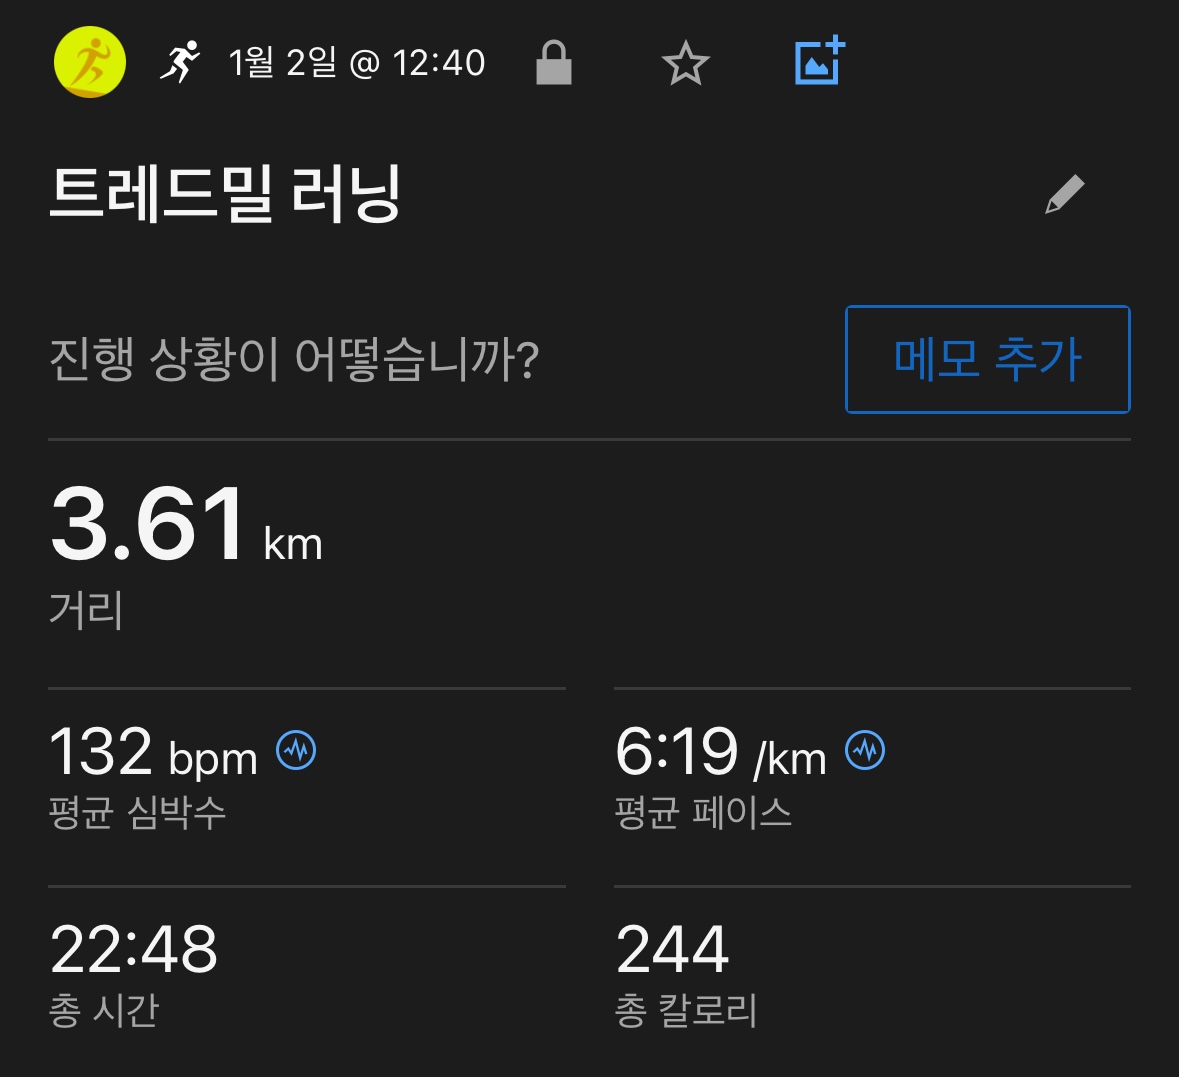 1월 2일 @ 12:40
트레드밀 러닝
진행 상황이 어떻습니까?
메모 추가
3.61 km
거리
132 bpm
평균 심박수
6:19 /km
평균 페이스
22:48
총 시간
244
총 칼로리